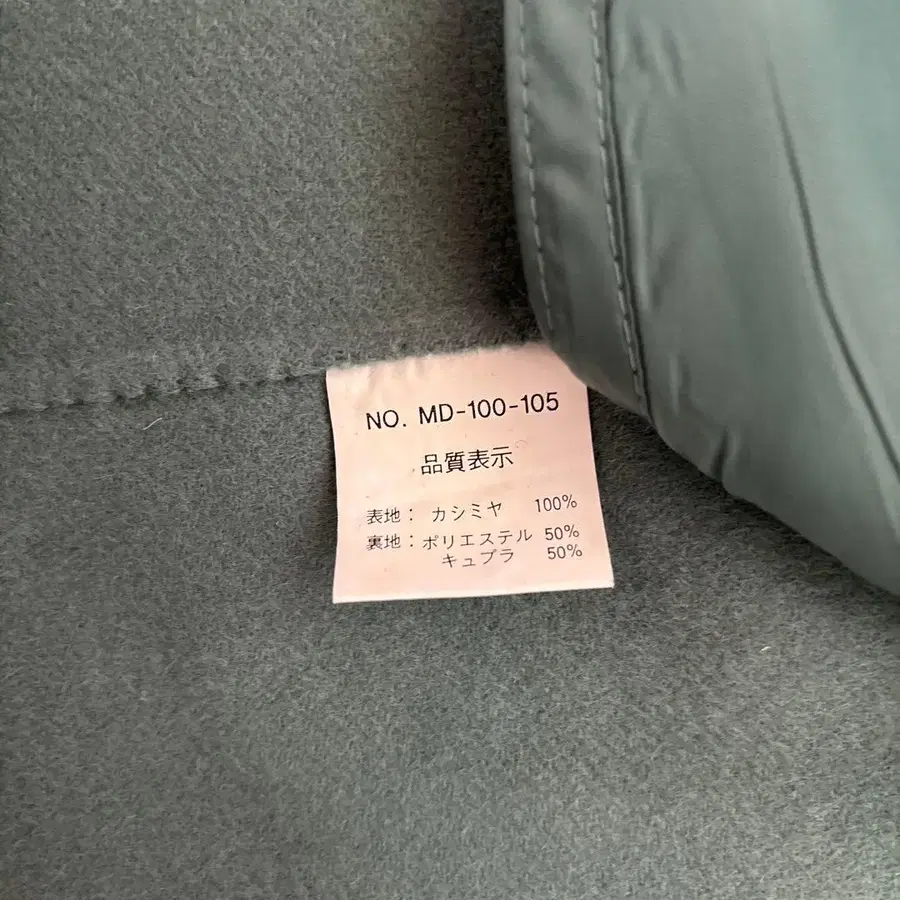 NO. MD-100-105
品質表示
表地： カシミヤ 100%
裏地：ポリエステル 50%
キュプラ 50%